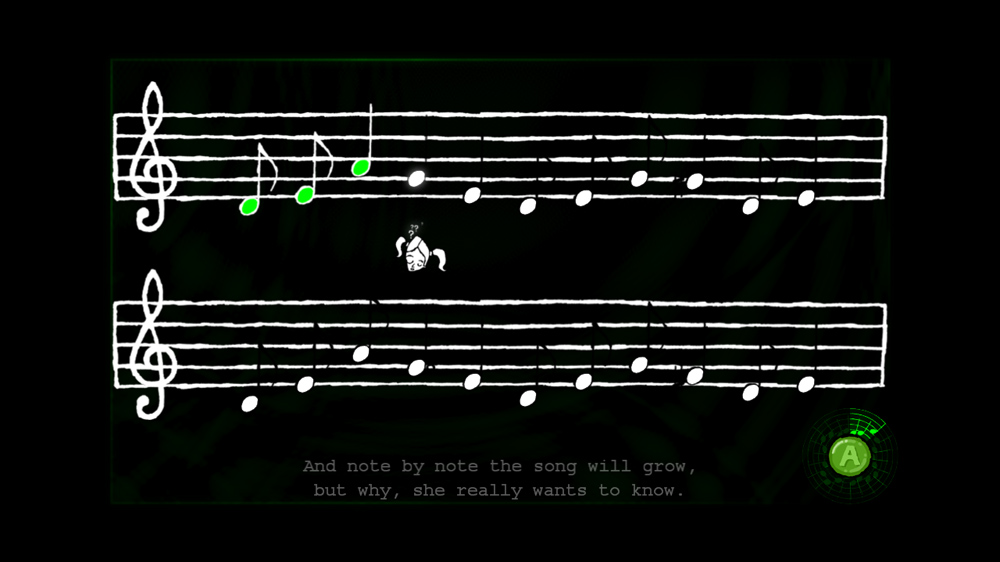 A
And note by note the song will grow,
but why, she really wants to know.